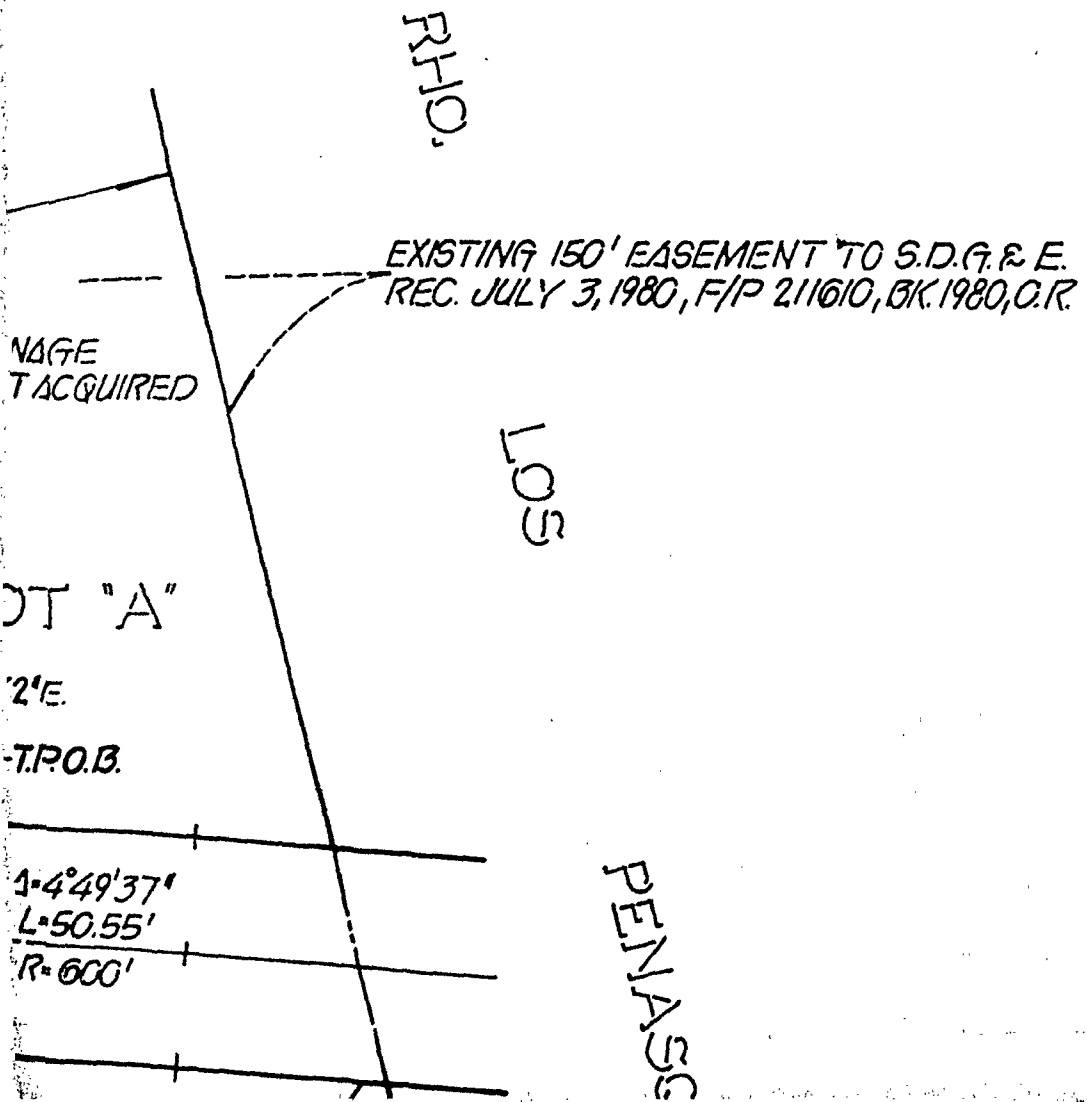 RHO.
EXISTING 150' EASEMENT TO S.D.G. & E.
REC. JULY 3, 1980, F/P 211610, BK. 1980, O.R.
NAGE
T ACQUIRED
LOS
OT "A"
2"E.
T.P.O.B.
Δ=4°49'37"
L=50.55'
R=600'
PENASQ